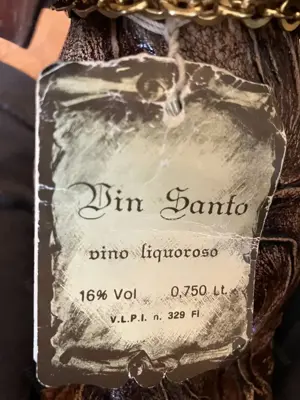 Vin Santo
vino liquoroso
16% Vol 0,750 Lt.
V.L.P.I. n. 329 FI